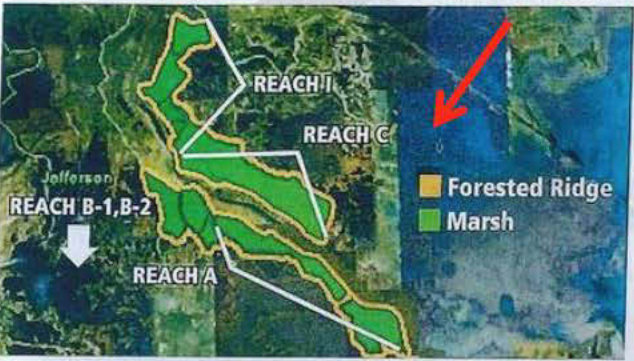 REACH I
REACH C
Jefferson
REACH B-1,B-2
REACH A
Forested Ridge
Marsh